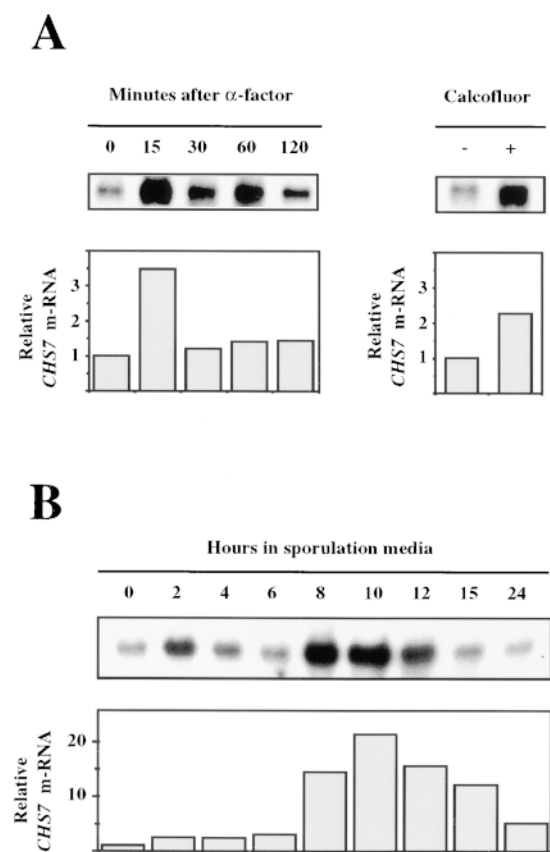 A
Minutes after α-factor
0 15 30 60 120
Relative
CHS7 m-RNA
3
2
1
Calcofluor
- +
Relative
CHS7 m-RNA
3
2
1
B
Hours in sporulation media
0 2 4 6 8 10 12 15 24
Relative
CHS7 m-RNA
20
10